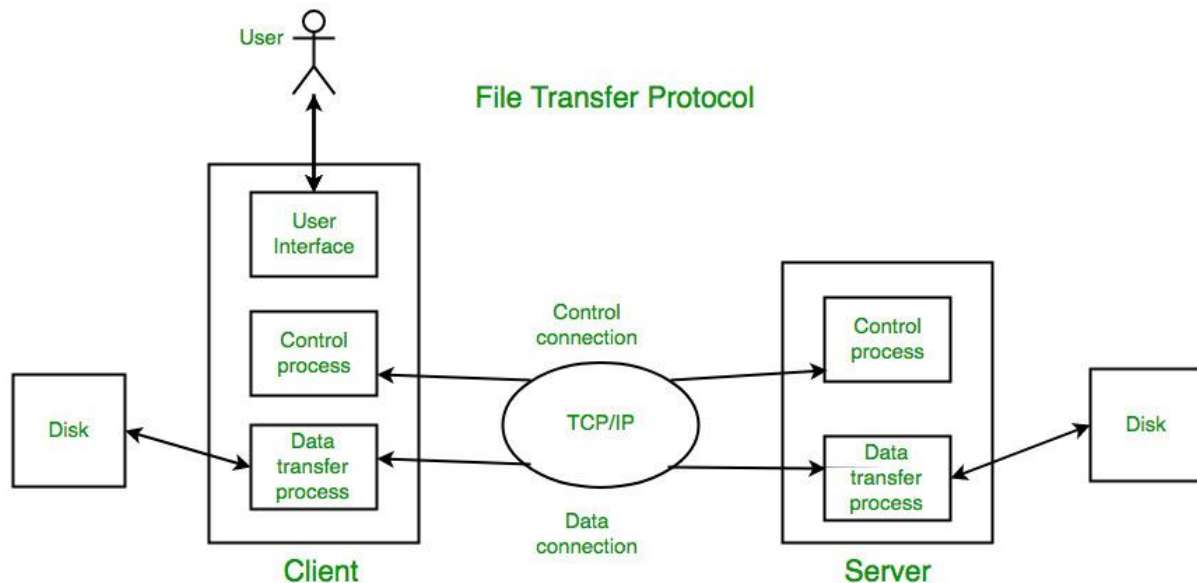 User
File Transfer Protocol
User
Interface
Control
process
Control
connection
Control
process
Disk
Data
transfer
process
TCP/IP
Data
transfer
process
Disk
Data
connection
Client
Server